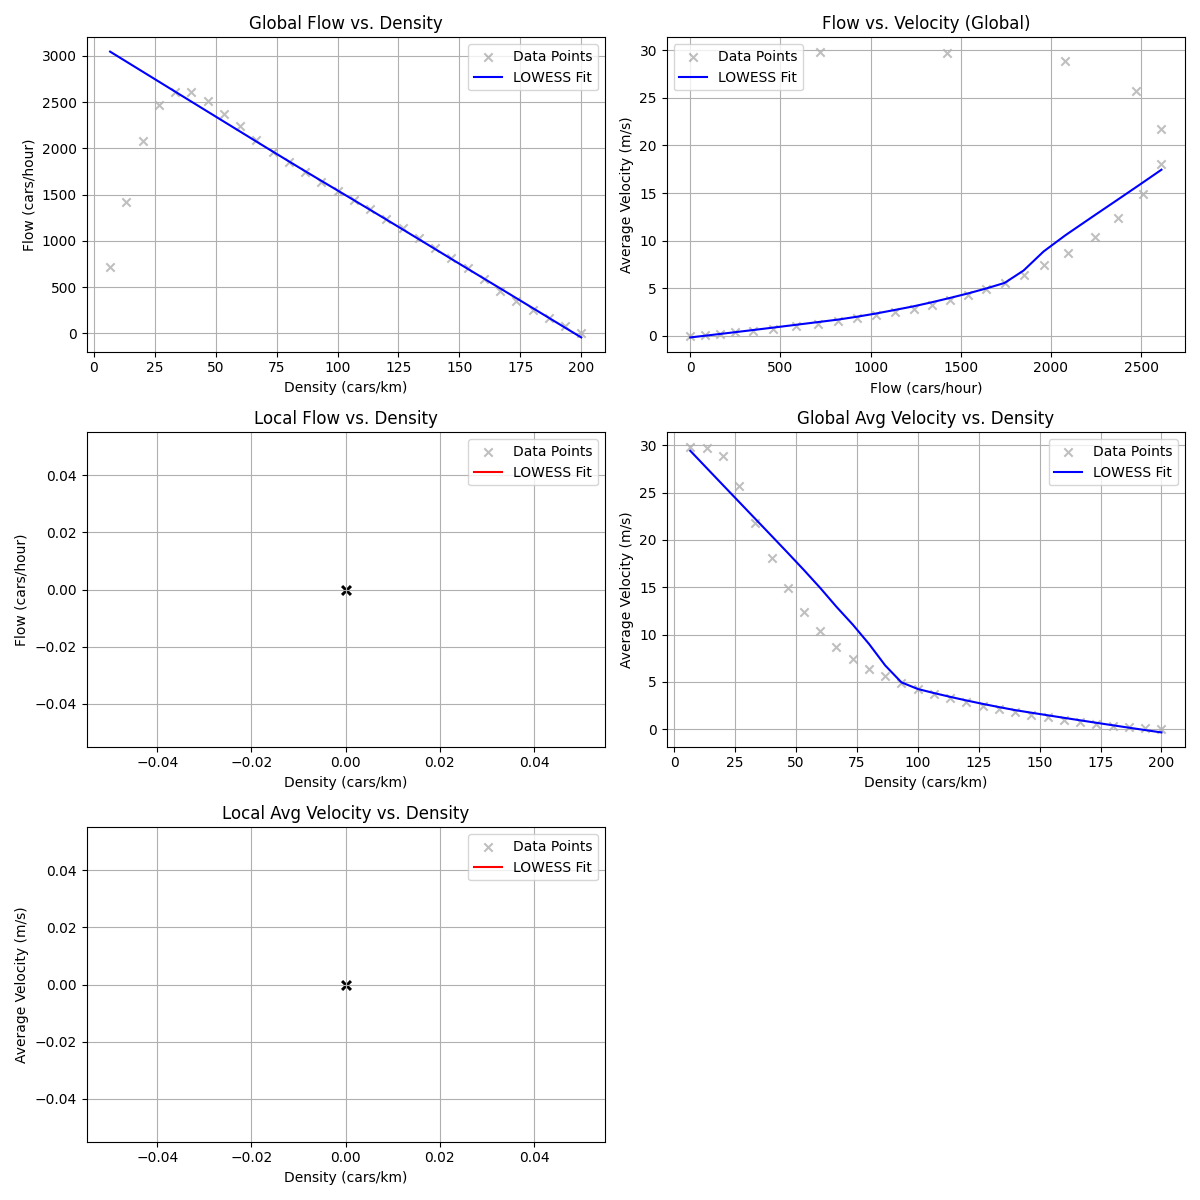 Global Flow vs. Density
Flow (cars/hour)
3000
2500
2000
1500
1000
500
0
Data Points
LOWESS Fit
0 25 50 75 100 125 150 175 200
Density (cars/km)
Flow vs. Velocity (Global)
Average Velocity (m/s)
30
25
20
15
10
5
0
Data Points
LOWESS Fit
0 500 1000 1500 2000 2500
Flow (cars/hour)
Local Flow vs. Density
Flow (cars/hour)
0.04
0.02
0.00
−0.02
−0.04
Data Points
LOWESS Fit
−0.04 −0.02 0.00 0.02 0.04
Density (cars/km)
Global Avg Velocity vs. Density
Average Velocity (m/s)
30
25
20
15
10
5
0
Data Points
LOWESS Fit
0 25 50 75 100 125 150 175 200
Density (cars/km)
Local Avg Velocity vs. Density
Average Velocity (m/s)
0.04
0.02
0.00
−0.02
−0.04
Data Points
LOWESS Fit
−0.04 −0.02 0.00 0.02 0.04
Density (cars/km)